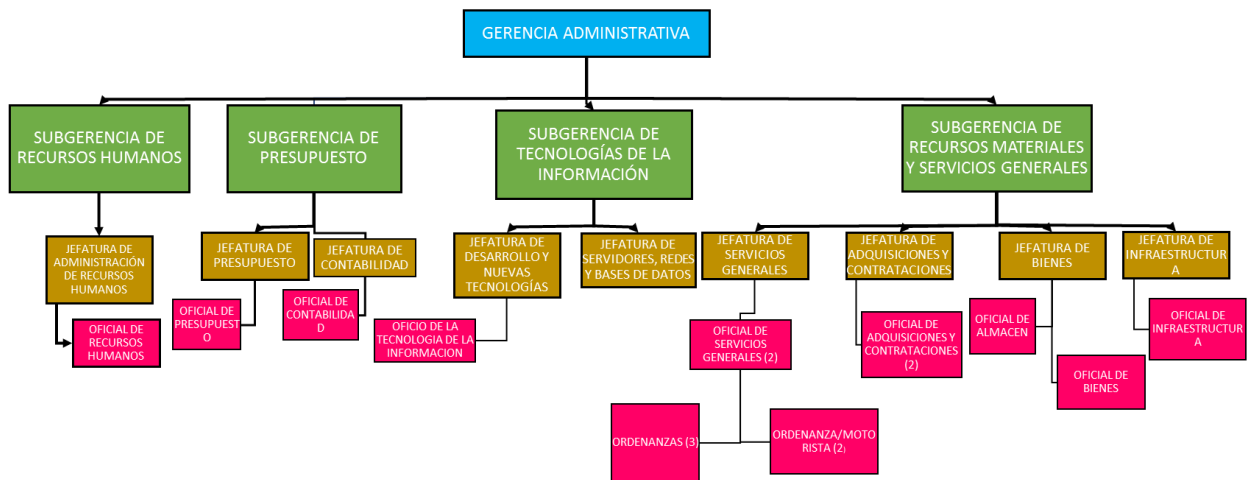 GERENCIA ADMINISTRATIVA
SUBGERENCIA DE
RECURSOS HUMANOS
SUBGERENCIA DE
PRESUPUESTO
SUBGERENCIA DE
TECNOLOGÍAS DE LA
INFORMACIÓN
SUBGERENCIA DE
RECURSOS MATERIALES
Y SERVICIOS GENERALES
JEFATURA DE
ADMINISTRACIÓN
DE RECURSOS
HUMANOS
JEFATURA DE
PRESUPUESTO
JEFATURA DE
CONTABILIDAD
JEFATURA DE
DESARROLLO Y
NUEVAS
TECNOLOGÍAS
JEFATURA DE
SERVIDORES, REDES
Y BASES DE DATOS
JEFATURA DE
SERVICIOS
GENERALES
JEFATURA DE
ADQUISICIONES Y
CONTRATACIONES
JEFATURA DE
BIENES
JEFATURA DE
INFRAESTRUCTUR
A
OFICIAL DE
RECURSOS
HUMANOS
OFICIAL DE
PRESUPUEST
O
OFICIAL DE
CONTABILIDA
D
OFICIO DE LA
TECNOLOGIA DE LA
INFORMACION
OFICIAL DE
SERVICIOS
GENERALES (2)
OFICIAL DE
ADQUISICIONES Y
CONTRATACIONES
(2)
OFICIAL DE
ALMACEN
OFICIAL DE
BIENES
OFICIAL DE
INFRAESTRUCTUR
A
ORDENANZAS (3)
ORDENANZA/MOTO
RISTA (2)